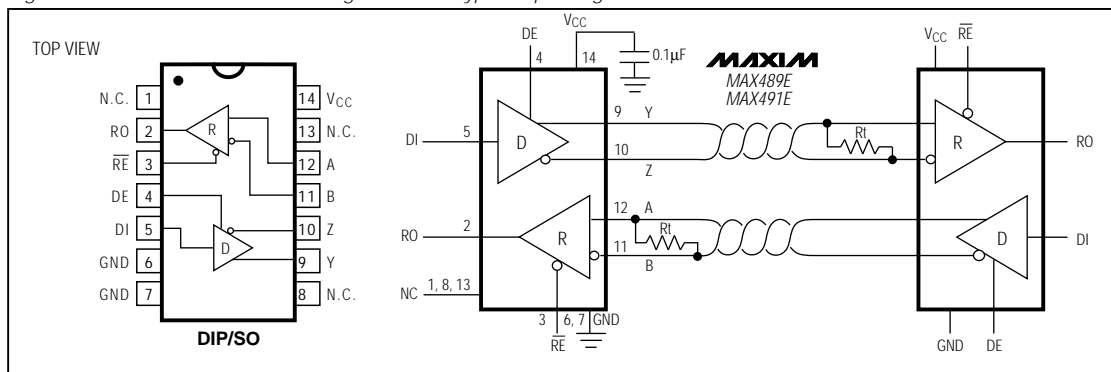 TOP VIEW
N.C. 1
RO 2
RE 3
DE 4
DI 5
GND 6
GND 7
14 VCC
13 N.C.
12 A
11 B
10 Z
9 Y
8 N.C.
R
D
DIP/SO
DE
4
VCC
14
0.1µF
MAXIM
MAX489E
MAX491E
DI 5
D
9 Y
10
Z
Rt
RO 2
R
12 A
11
B
Rt
NC 1, 8, 13
3
RE
6, 7 GND
VCC
RE
R
RO
D
DI
GND
DE